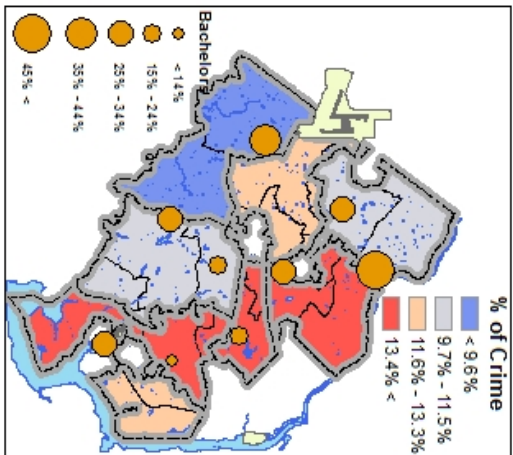 % of Crime
< 9.6%
9.7% - 11.5%
11.6% - 13.3%
13.4% <
Bachelors
< 14%
15% - 24%
25% - 34%
35% - 44%
45% <